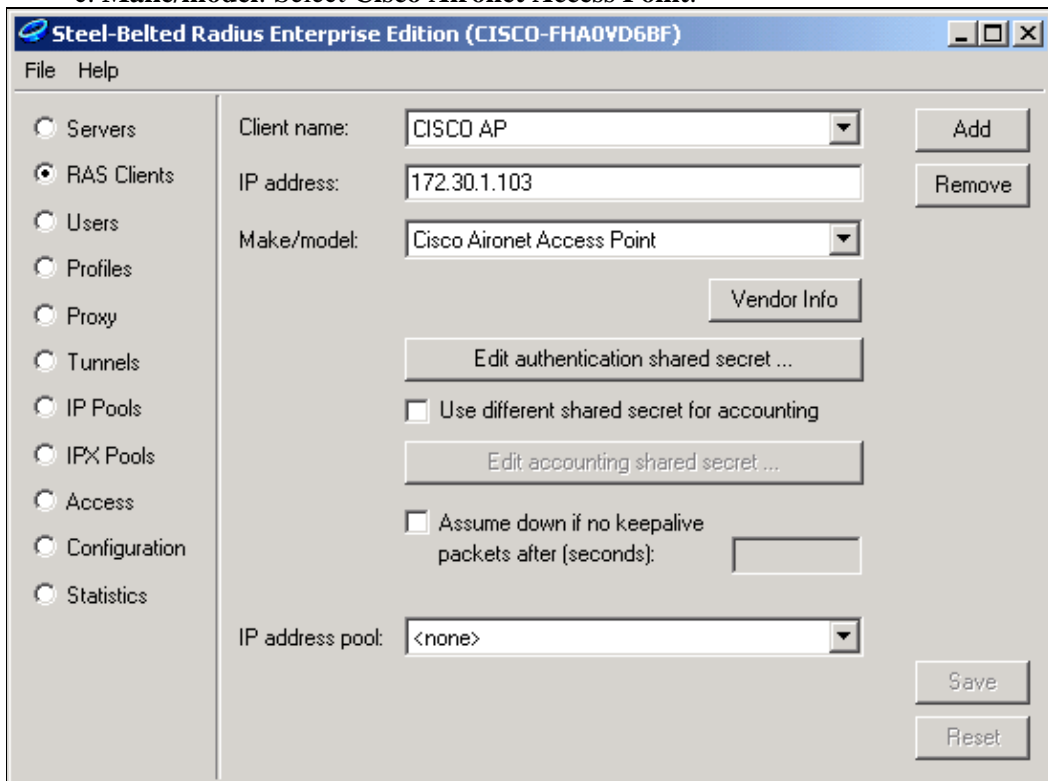 c. Make/model: Select Cisco Aironet Access Point.
Steel-Belted Radius Enterprise Edition (CISCO-FHA0VD6BF)
File Help
Servers
RAS Clients
Users
Profiles
Proxy
Tunnels
IP Pools
IPX Pools
Access
Configuration
Statistics
Client name: CISCO AP
Add
IP address: 172.30.1.103
Remove
Make/model: Cisco Aironet Access Point
Vendor Info
Edit authentication shared secret ...
Use different shared secret for accounting
Edit accounting shared secret ...
Assume down if no keepalive
packets after (seconds):
IP address pool: <none>
Save
Reset